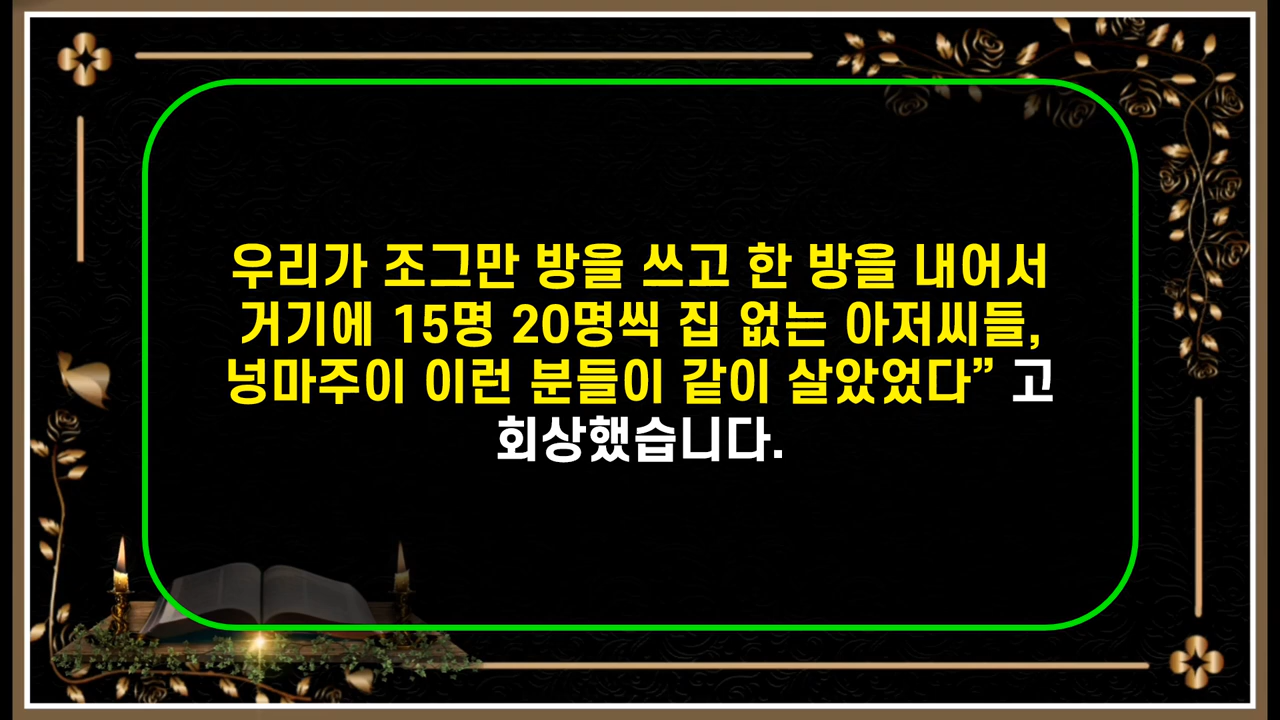 우리가 조그만 방을 쓰고 한 방을 내어서
거기에 15명 20명씩 집 없는 아저씨들,
넝마주이 이런 분들이 같이 살았었다” 고
회상했습니다.